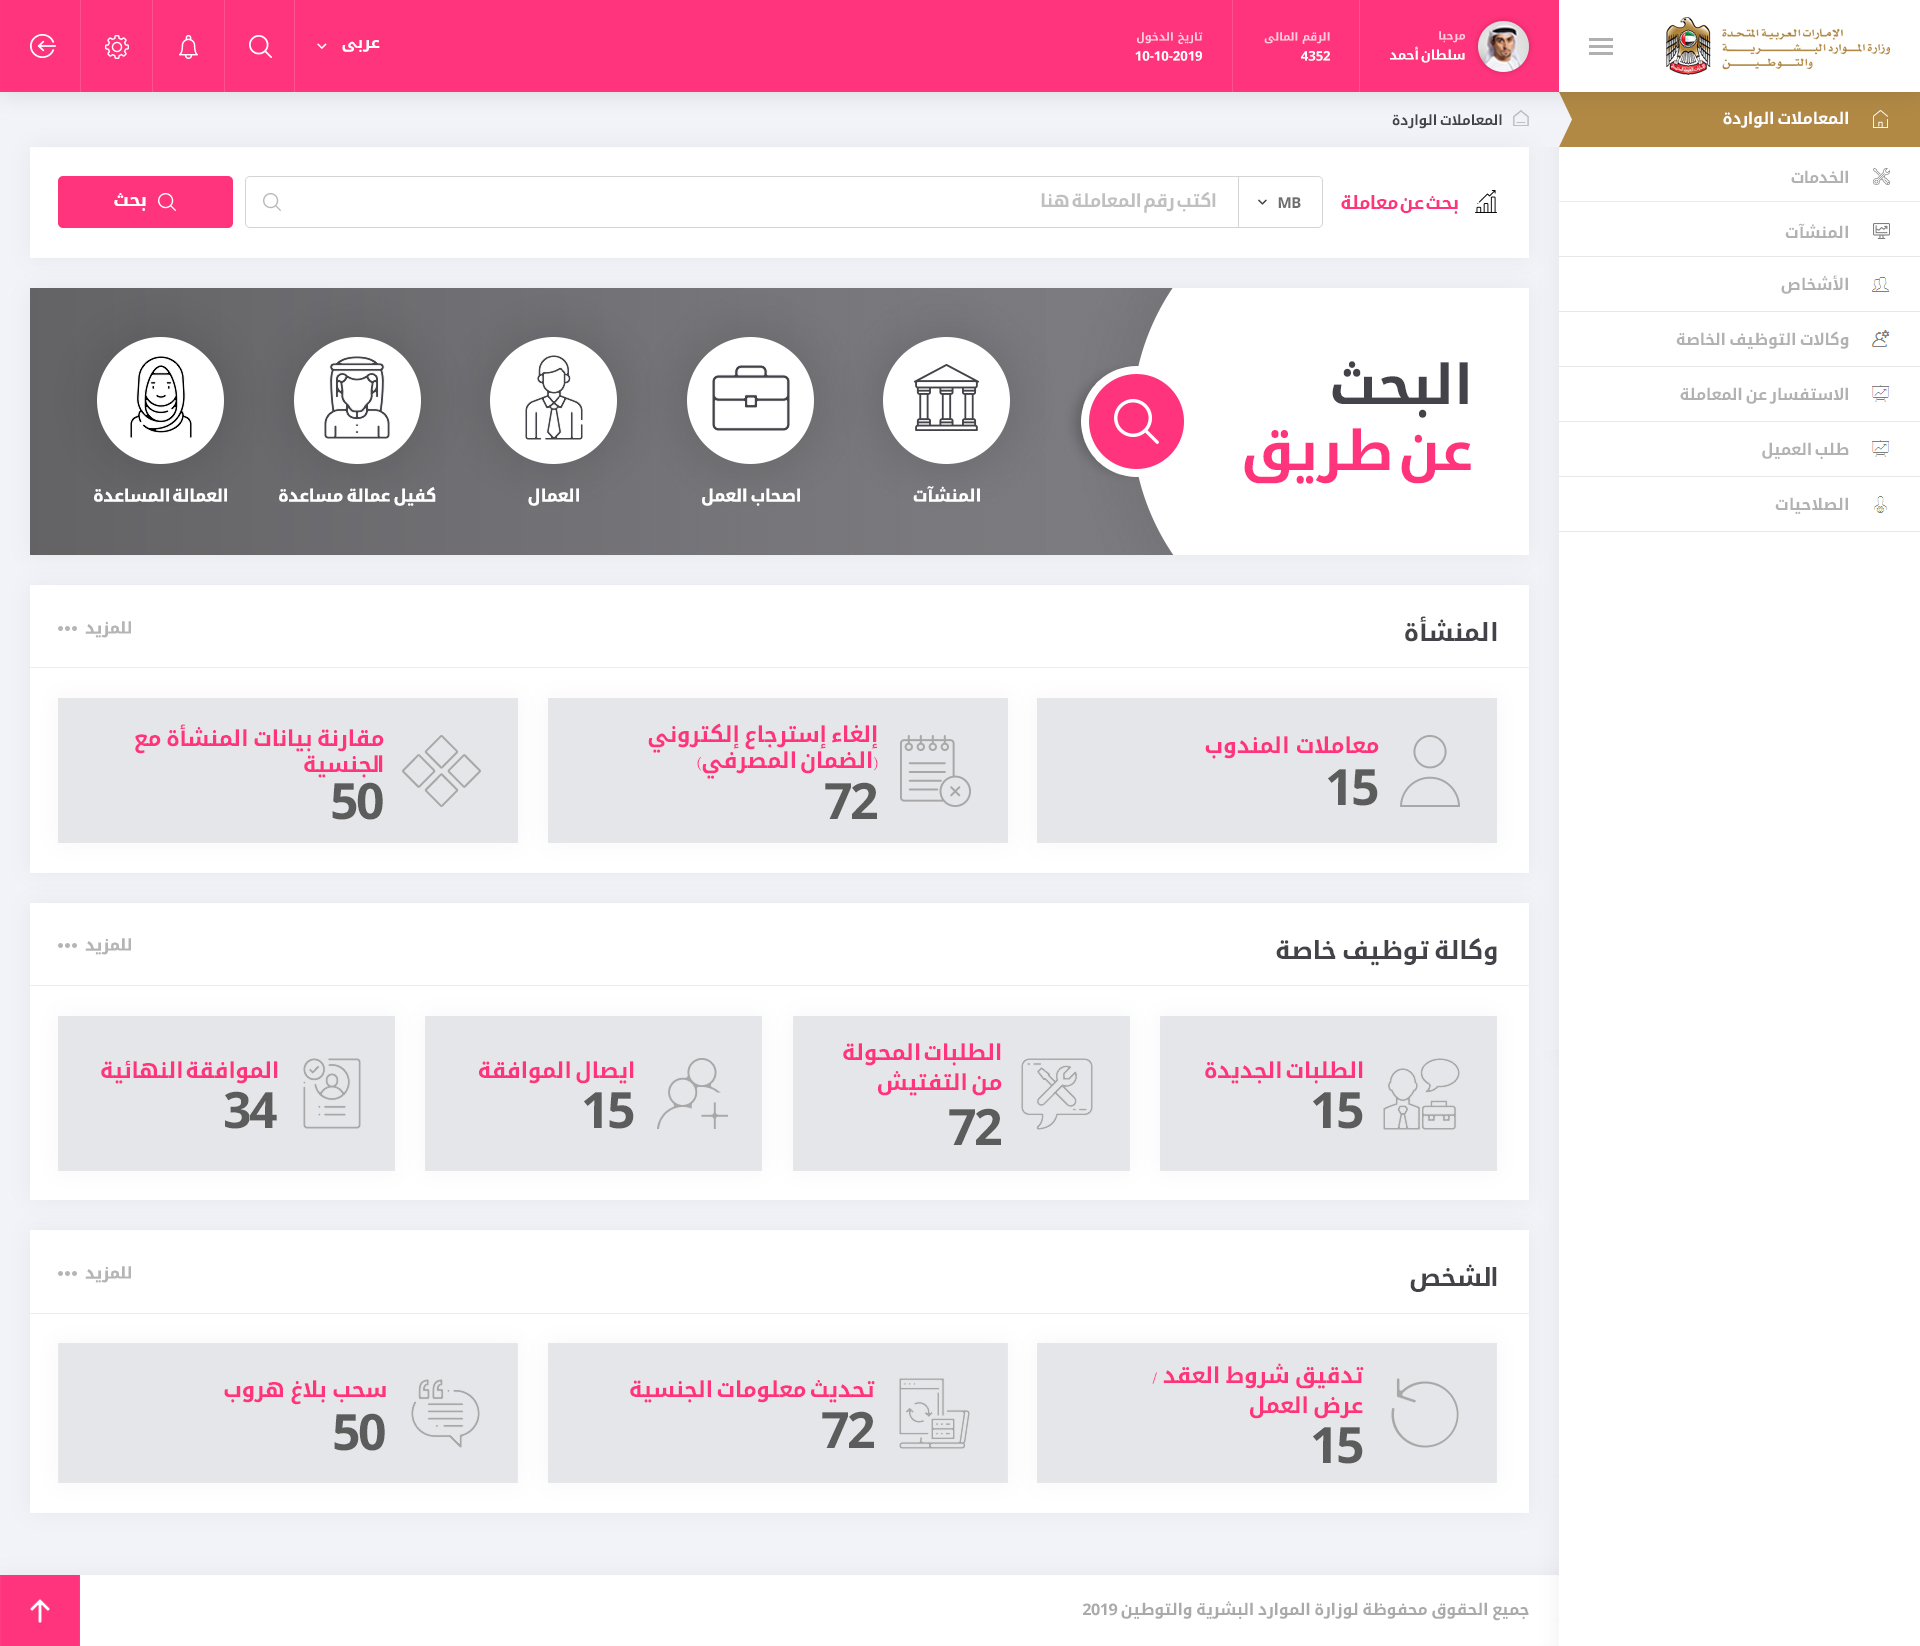 الإمارات العربية المتحدة
وزارة المـوارد البـشــــــريـــــة
والتــوطـيـــــن
مرحبا
سلطان أحمد
الرقم المالى
4352
تاريخ الدخول
10-10-2019
عربى
المعاملات الواردة
الخدمات
المنشآت
الأشخاص
وكالات التوظيف الخاصة
الاستفسار عن المعاملة
طلب العميل
الصلاحيات
المعاملات الواردة
بحث عن معاملة
MB
اكتب رقم المعاملة هنا
بحث
البحث
عن طريق
المنشآت
اصحاب العمل
العمال
كفيل عمالة مساعدة
العمالة المساعدة
المنشأة
للمزيد
معاملات المندوب
15
إلغاء إسترجاع إلكتروني
(الضمان المصرفي)
72
مقارنة بيانات المنشأة مع
الجنسية
50
وكالة توظيف خاصة
للمزيد
الطلبات الجديدة
15
الطلبات المحولة
من التفتيش
72
ايصال الموافقة
15
الموافقة النهائية
34
الشخص
للمزيد
تدقيق شروط العقد /
عرض العمل
15
تحديث معلومات الجنسية
72
سحب بلاغ هروب
50
جميع الحقوق محفوظة لوزارة الموارد البشرية والتوطين 2019